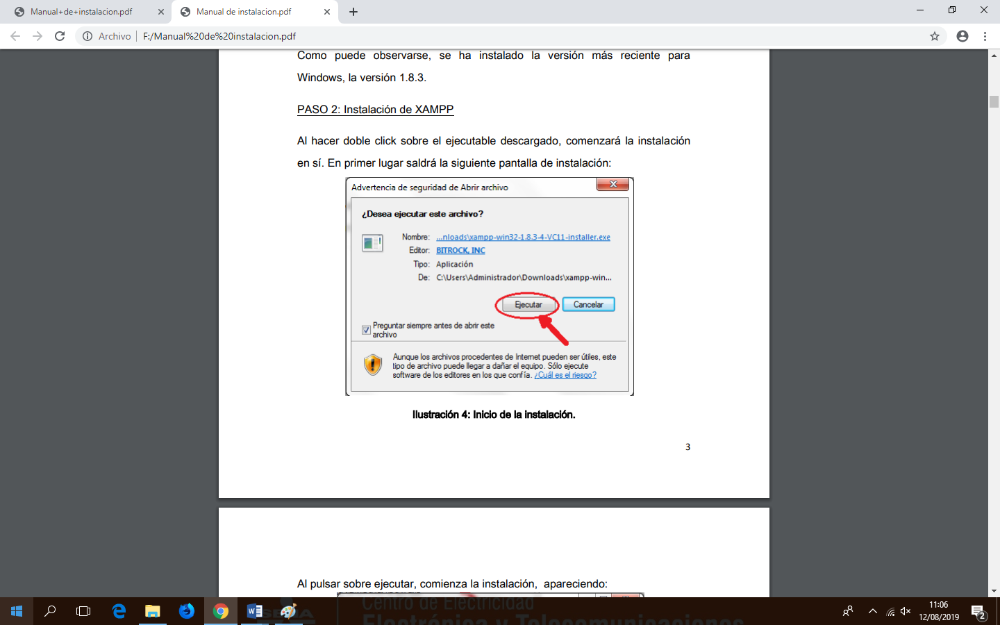 Manual+de+instalacion.pdf
Manual de instalacion.pdf
Archivo
F:/Manual%20de%20instalacion.pdf
Como puede observarse, se ha instalado la versión más reciente para
Windows, la versión 1.8.3.
PASO 2: Instalación de XAMPP
Al hacer doble click sobre el ejecutable descargado, comenzará la instalación
en sí. En primer lugar saldrá la siguiente pantalla de instalación:
Advertencia de seguridad de Abrir archivo
¿Desea ejecutar este archivo?
Nombre: ...nloads\xampp-win32-1.8.3-4-VC11-installer.exe
Editor: BITROCK, INC
Tipo: Aplicación
De: C:\Users\Administrador\Downloads\xampp-win...
Ejecutar
Cancelar
Preguntar siempre antes de abrir este
archivo
Aunque los archivos procedentes de Internet pueden ser útiles, este
tipo de archivo puede llegar a dañar el equipo. Sólo ejecute
software de los editores en los que confía. ¿Cuál es el riesgo?
Ilustración 4: Inicio de la instalación.
3
Al pulsar sobre ejecutar, comienza la instalación, apareciendo:
Centro de Electricidad
Electrónica y Telecomunicaciones
11:06
12/08/2019
2